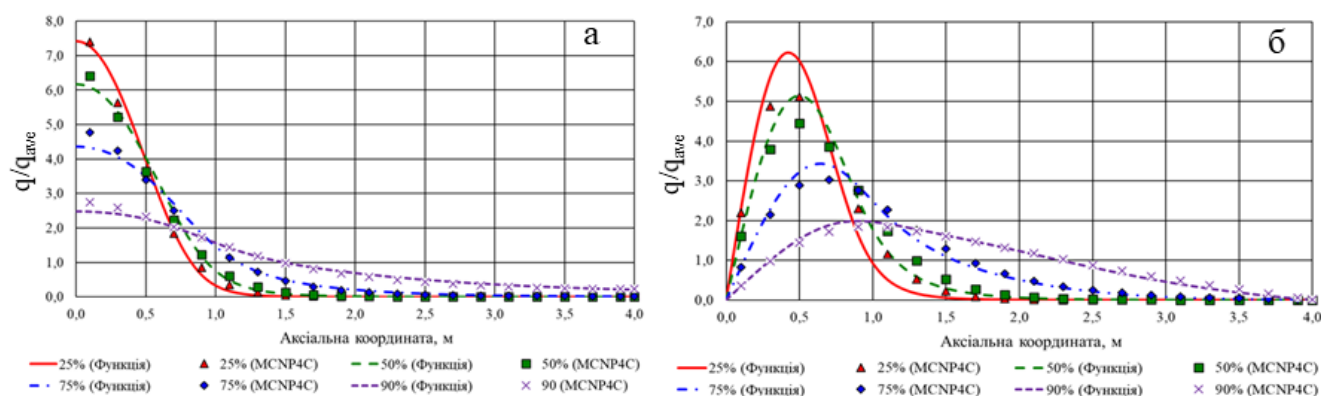 а
q/qave
8,0
7,0
6,0
5,0
4,0
3,0
2,0
1,0
0,0
0,0 0,5 1,0 1,5 2,0 2,5 3,0 3,5 4,0
Аксіальна координата, м
25% (Функція) 25% (MCNP4C) 50% (Функція) 50% (MCNP4C)
75% (Функція) 75% (MCNP4C) 90% (Функція) 90 (MCNP4C)
б
q/qave
7,0
6,0
5,0
4,0
3,0
2,0
1,0
0,0
0,0 0,5 1,0 1,5 2,0 2,5 3,0 3,5 4,0
Аксіальна координата, м
25% (Функція) 25% (MCNP4C) 50% (Функція) 50% (MCNP4C)
75% (Функція) 75% (MCNP4C) 90% (Функція) 90% (MCNP4C)